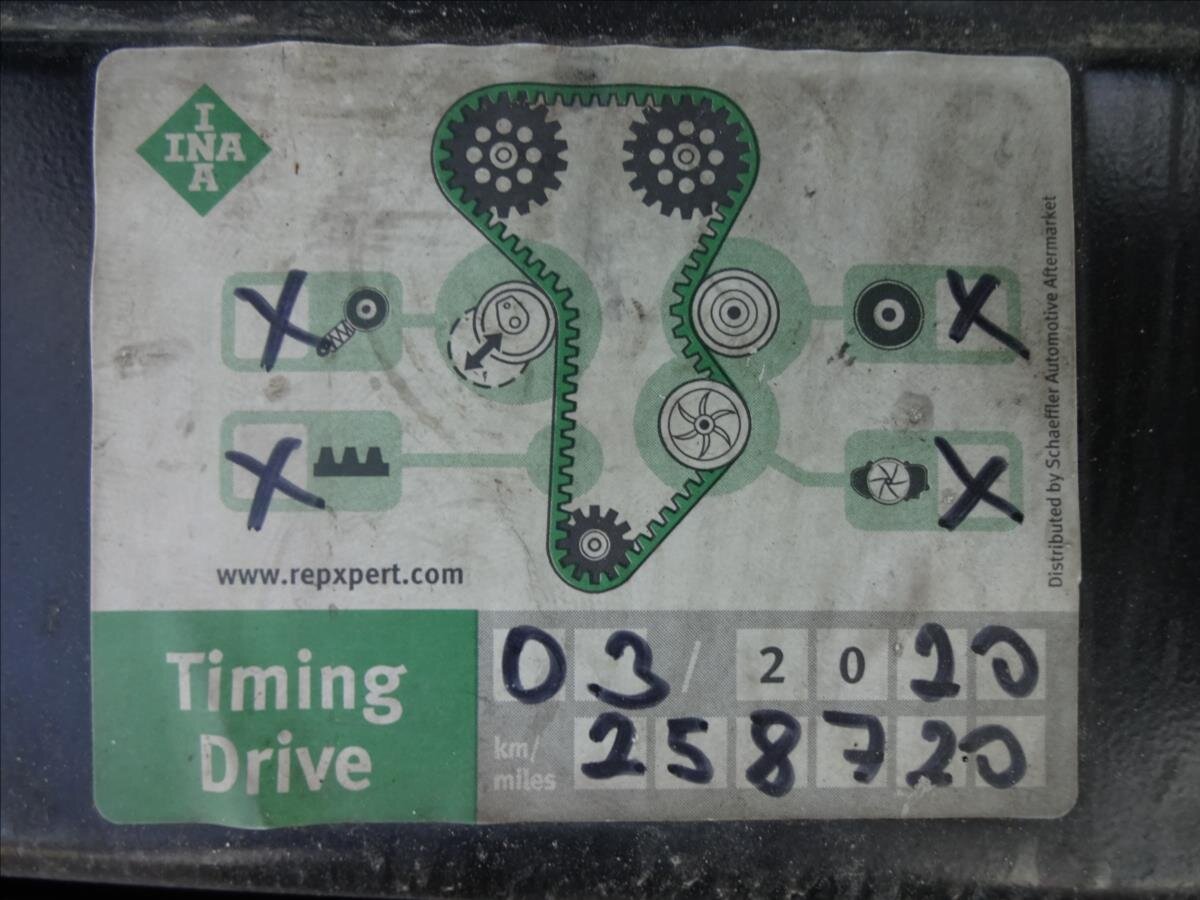 I
INA
A
X
X
X
X
www.repxpert.com
Distributed by Schaeffler Automotive Aftermarket
Timing
Drive
03/2020
km/
miles
258720